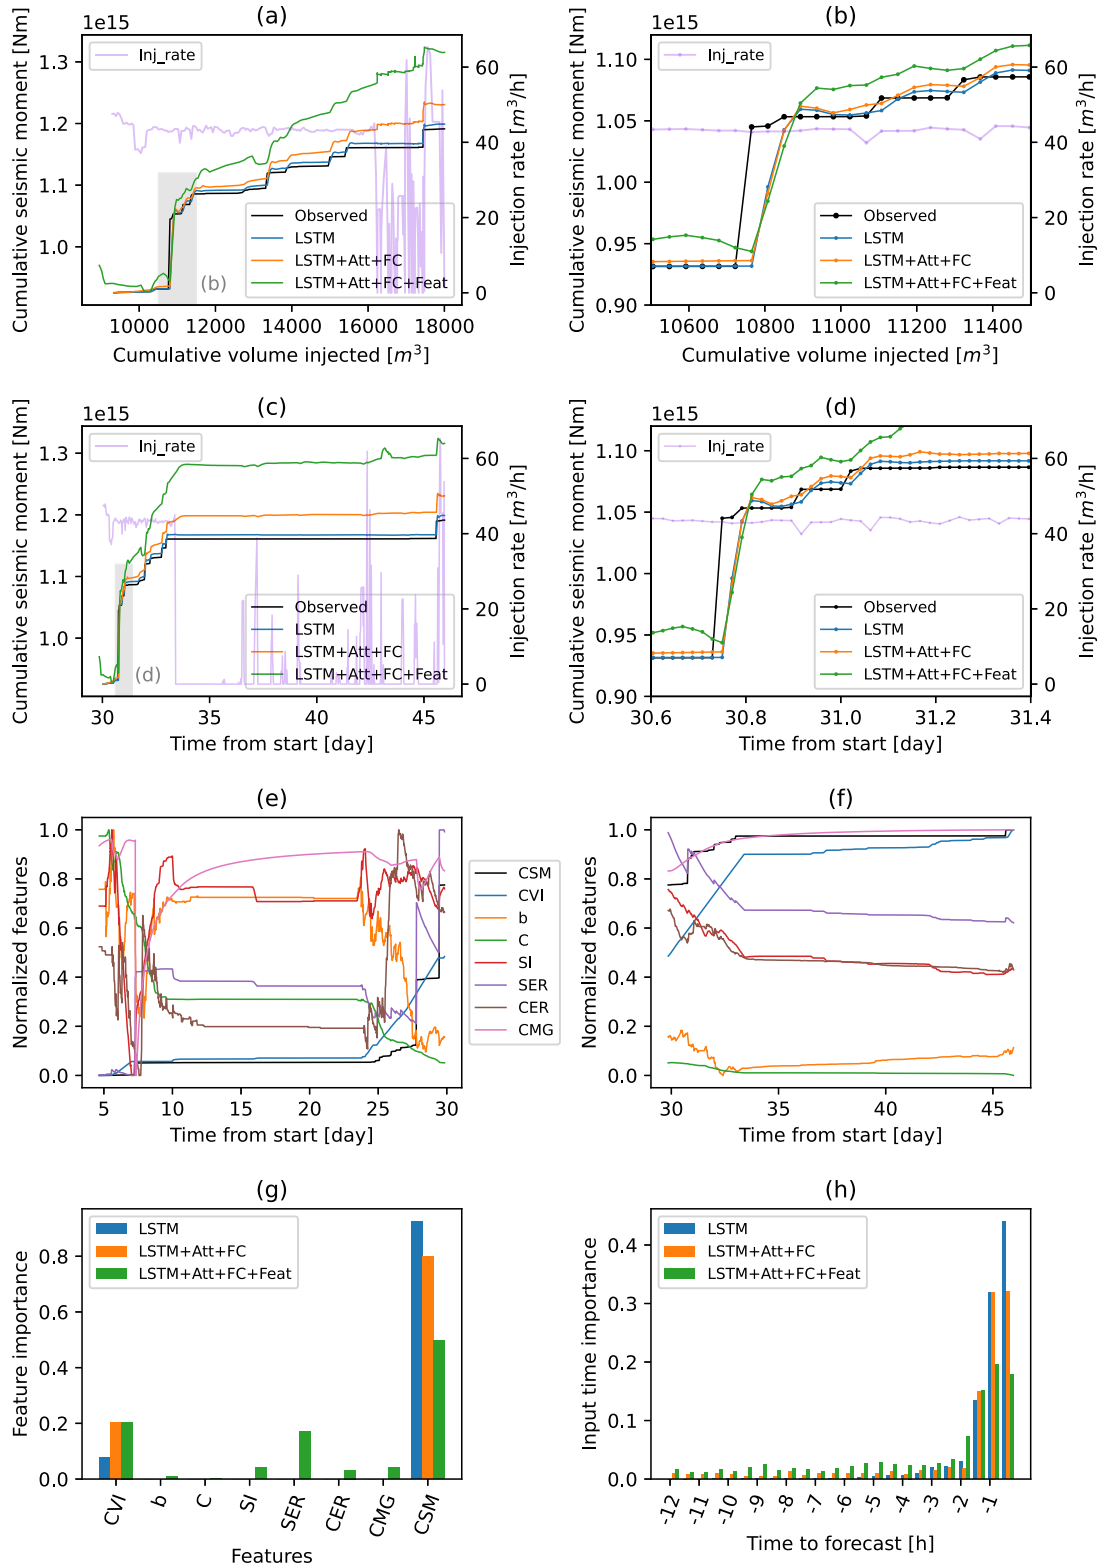 (a)
1e15
Cumulative seismic moment [Nm]
1.3
1.2
1.1
1.0
Inj_rate
Observed
LSTM
LSTM+Att+FC
LSTM+Att+FC+Feat
(b)
60
40
20
0
Injection rate [m³/h]
10000 12000 14000 16000 18000
Cumulative volume injected [m³]
(b)
1e15
Cumulative seismic moment [Nm]
1.10
1.05
1.00
0.95
0.90
Inj_rate
Observed
LSTM
LSTM+Att+FC
LSTM+Att+FC+Feat
60
40
20
0
Injection rate [m³/h]
10600 10800 11000 11200 11400
Cumulative volume injected [m³]
(c)
1e15
Cumulative seismic moment [Nm]
1.3
1.2
1.1
1.0
Inj_rate
Observed
LSTM
LSTM+Att+FC
LSTM+Att+FC+Feat
(d)
60
40
20
0
Injection rate [m³/h]
30 35 40 45
Time from start [day]
(d)
1e15
Cumulative seismic moment [Nm]
1.10
1.05
1.00
0.95
0.90
Inj_rate
Observed
LSTM
LSTM+Att+FC
LSTM+Att+FC+Feat
60
40
20
0
Injection rate [m³/h]
30.6 30.8 31.0 31.2 31.4
Time from start [day]
(e)
Normalized features
1.0
0.8
0.6
0.4
0.2
0.0
5 10 15 20 25 30
Time from start [day]
CSM
CVI
b
C
SI
SER
CER
CMG
(f)
Normalized features
1.0
0.8
0.6
0.4
0.2
0.0
30 35 40 45
Time from start [day]
(g)
Feature importance
0.8
0.6
0.4
0.2
0.0
LSTM
LSTM+Att+FC
LSTM+Att+FC+Feat
CVI b C SI SER CER CMG CSM
Features
(h)
Input time importance
0.4
0.3
0.2
0.1
0.0
LSTM
LSTM+Att+FC
LSTM+Att+FC+Feat
-12 -11 -10 -9 -8 -7 -6 -5 -4 -3 -2 -1
Time to forecast [h]